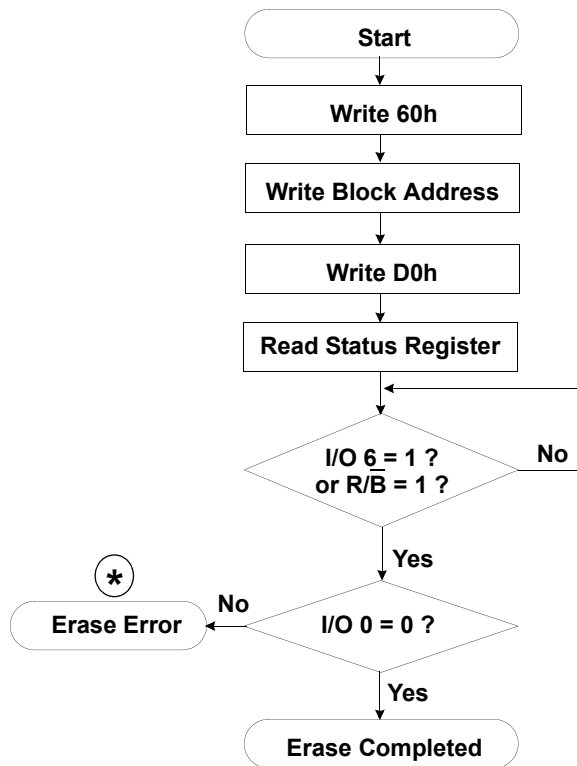 Start
Write 60h
Write Block Address
Write D0h
Read Status Register
I/O 6 = 1 ?
or R/B̅ = 1 ?
No
Yes
*
No
Erase Error
I/O 0 = 0 ?
Yes
Erase Completed